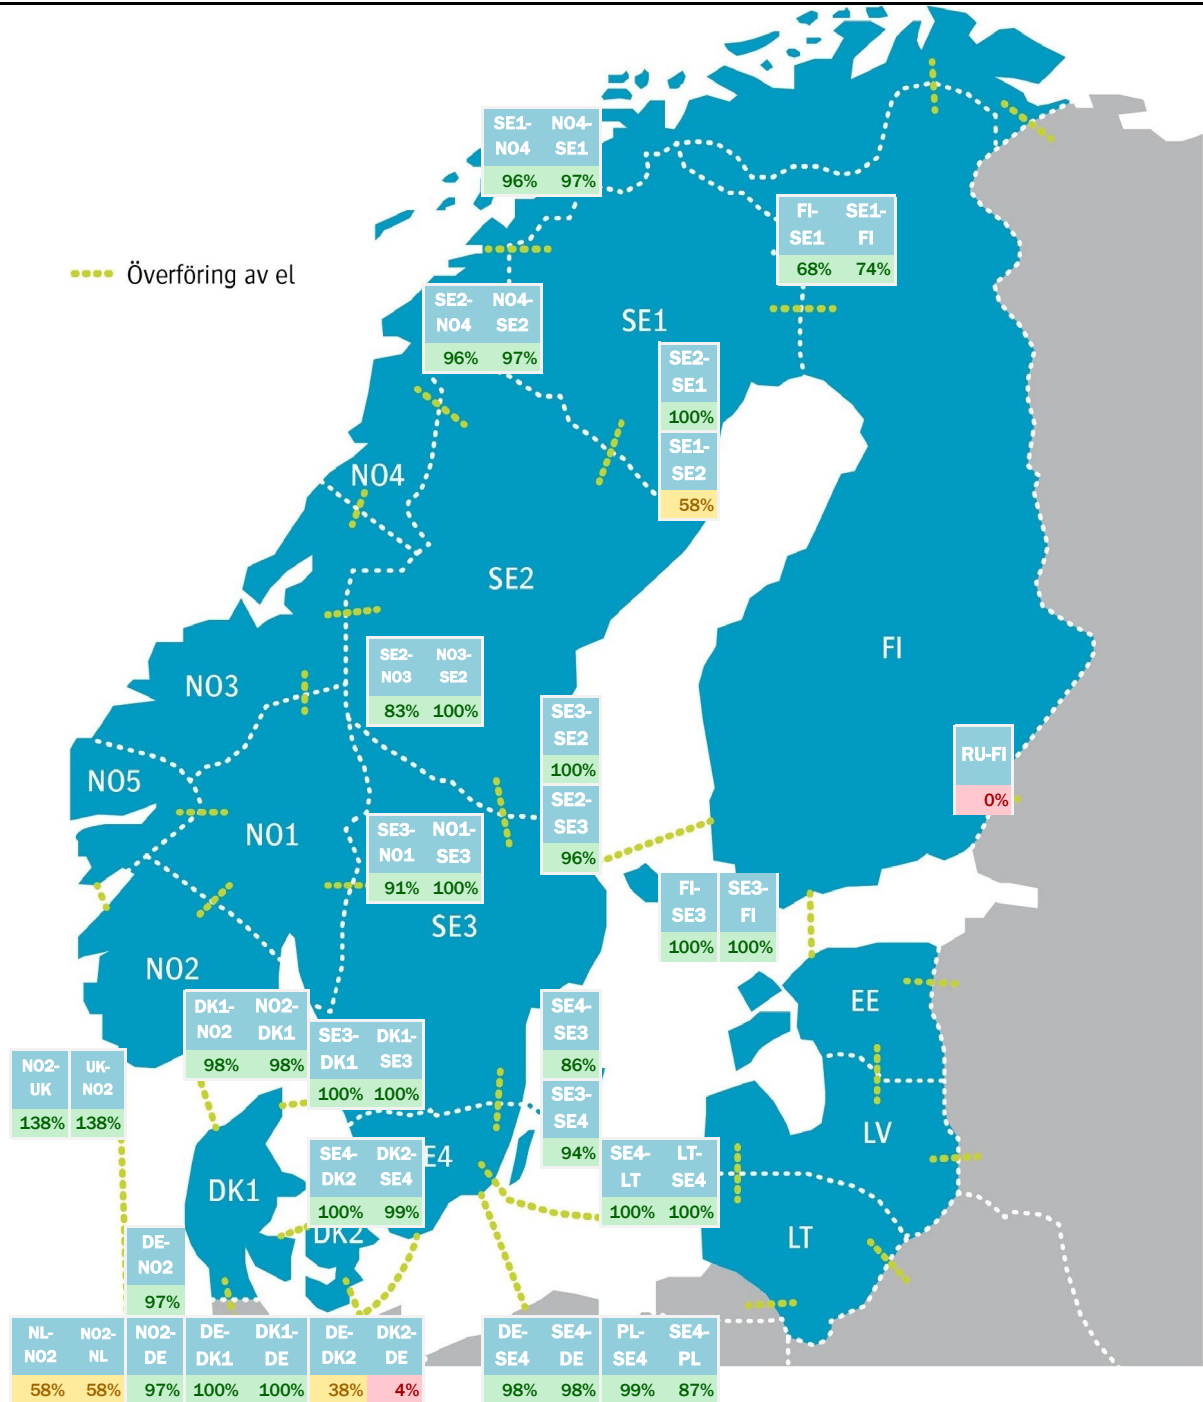 SE1- NO4-
NO4 SE1
96% 97%
FI- SE1-
SE1 FI
68% 74%
Överföring av el
SE2- NO4-
NO4 SE2
96% 97%
SE1
SE2-
SE1
100%
SE1-
SE2
58%
NO4
SE2
FI
SE2- NO3-
NO3 SE2
83% 100%
NO3
SE3-
SE2
100%
SE2-
SE3
96%
RU-FI
0%
NO5
NO1
SE3- NO1-
NO1 SE3
91% 100%
FI- SE3-
SE3 FI
100% 100%
SE3
NO2
EE
DK1- NO2-
NO2 DK1
98% 98%
SE3- DK1-
DK1 SE3
100% 100%
SE4-
SE3
86%
SE3-
SE4
94%
NO2- UK-
UK NO2
138% 138%
LV
SE4- DK2-
DK2 SE4
100% 99%
E4
SE4- LT-
LT SE4
100% 100%
DK1
DK2
LT
DE-
NO2
97%
NL- NO2- NO2- DE- DK1- DE- DK2-
NO2 NL DE DK1 DE DK2 DE
58% 58% 97% 100% 100% 38% 4%
DE- SE4- PL- SE4-
SE4 DE SE4 PL
98% 98% 99% 87%